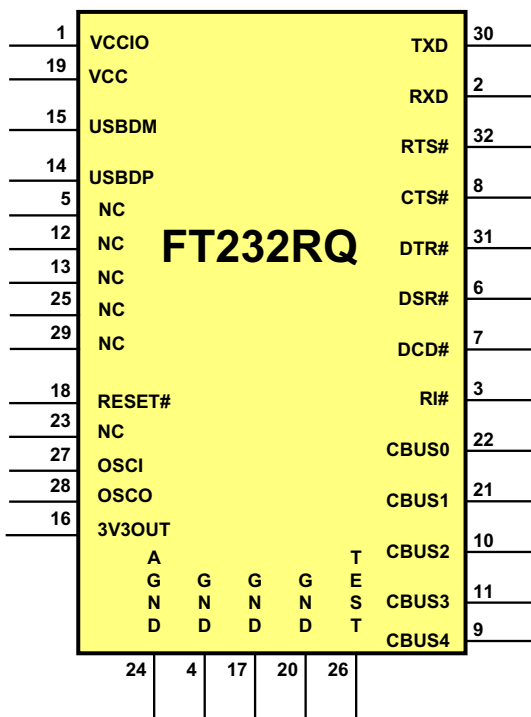 1 VCCIO
19 VCC
15 USBDM
14 USBDP
5 NC
12 NC
13 NC
25 NC
29 NC
18 RESET#
23 NC
27 OSCI
28 OSCO
16 3V3OUT
FT232RQ
TXD 30
RXD 2
RTS# 32
CTS# 8
DTR# 31
DSR# 6
DCD# 7
RI# 3
CBUS0 22
CBUS1 21
CBUS2 10
CBUS3 11
CBUS4 9
AGND 24
GND 4
GND 17
GND 20
TEST 26